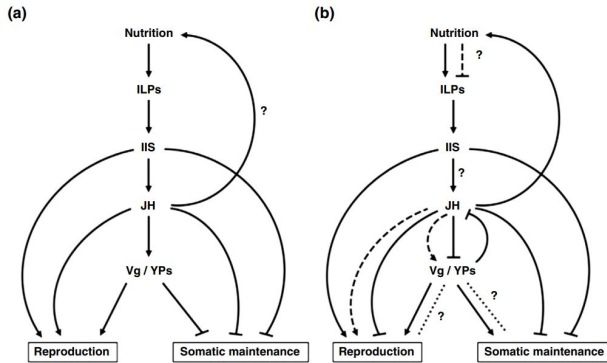 (a)
Nutrition
ILPs
?
IIS
JH
Vg / YPs
Reproduction
Somatic maintenance
(b)
Nutrition
?
ILPs
IIS
?
JH
Vg / YPs
?
?
Reproduction
Somatic maintenance